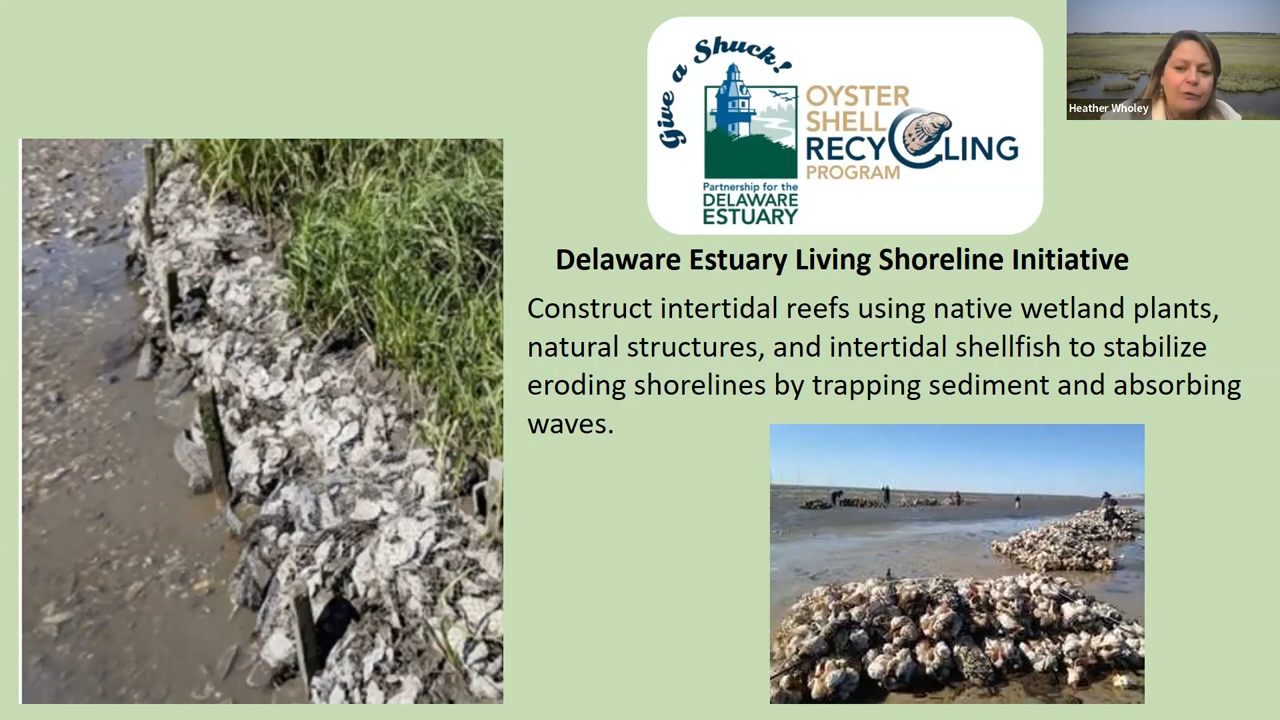 Give a Shuck!
OYSTER
SHELL
RECYCLING
PROGRAM
Partnership for the
DELAWARE
ESTUARY
Heather Wholey
Delaware Estuary Living Shoreline Initiative
Construct intertidal reefs using native wetland plants,
natural structures, and intertidal shellfish to stabilize
eroding shorelines by trapping sediment and absorbing
waves.